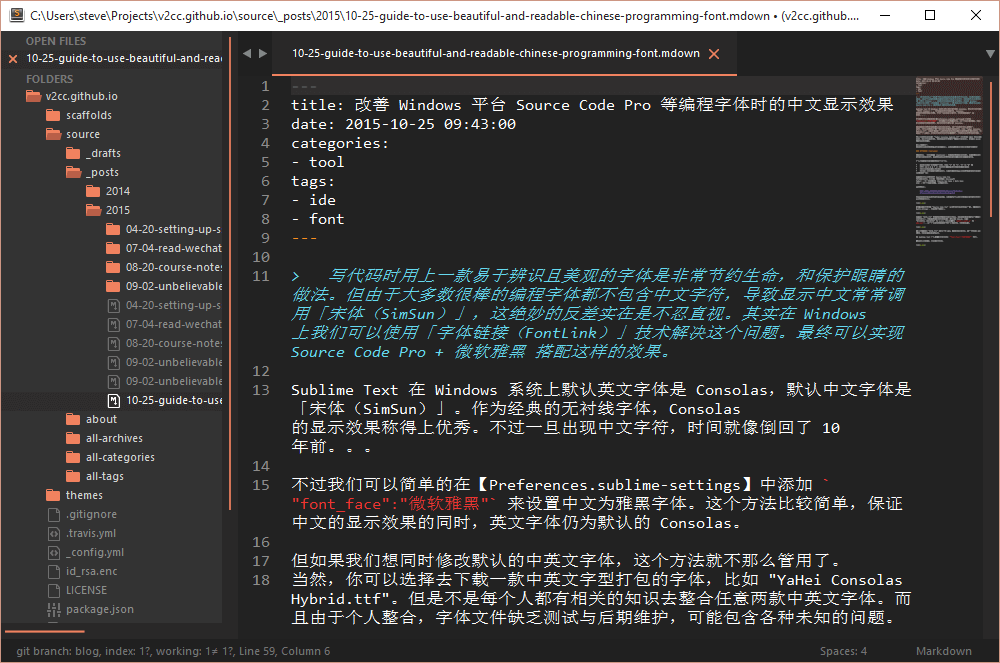 C:\Users\steve\Projects\v2cc.github.io\source\_posts\2015\10-25-guide-to-use-beautiful-and-readable-chinese-programming-font.mdown • (v2cc.github....
OPEN FILES
10-25-guide-to-use-beautiful-and-rea
FOLDERS
v2cc.github.io
scaffolds
source
_drafts
_posts
2014
2015
04-20-setting-up-s
07-04-read-wechat
08-20-course-notes
09-02-unbelievable
04-20-setting-up-s
07-04-read-wechat
08-20-course-notes
09-02-unbelievable
09-02-unbelievable
10-25-guide-to-use
about
all-archives
all-categories
all-tags
themes
.gitignore
.travis.yml
_config.yml
id_rsa.enc
LICENSE
package.json
10-25-guide-to-use-beautiful-and-readable-chinese-programming-font.mdown
1 ---
2 title: 改善 Windows 平台 Source Code Pro 等编程字体时的中文显示效果
3 date: 2015-10-25 09:43:00
4 categories:
5 - tool
6 tags:
7 - ide
8 - font
9 ---
10
11 > 写代码时用上一款易于辨识且美观的字体是非常节约生命，和保护眼睛的
做法。但由于大多数很棒的编程字体都不包含中文字符，导致显示中文常常调
用「宋体（SimSun）」，这绝妙的反差实在是不忍直视。其实在 Windows
上我们可以使用「字体链接（FontLink）」技术解决这个问题。最终可以实现
Source Code Pro + 微软雅黑 搭配这样的效果。
12
13 Sublime Text 在 Windows 系统上默认英文字体是 Consolas，默认中文字体是
「宋体（SimSun）」。作为经典的无衬线字体，Consolas
的显示效果称得上优秀。不过一旦出现中文字符，时间就像倒回了 10
年前。。。
14
15 不过我们可以简单的在【Preferences.sublime-settings】中添加 `
"font_face":"微软雅黑"` 来设置中文为雅黑字体。这个方法比较简单，保证
中文的显示效果的同时，英文字体仍为默认的 Consolas。
16
17 但如果我们想同时修改默认的中英文字体，这个方法就不那么管用了。
18 当然，你可以选择去下载一款中英文字型打包的字体，比如 "YaHei Consolas
Hybrid.ttf"。但是不是每个人都有相关的知识去整合任意两款中英文字体。而
且由于个人整合，字体文件缺乏测试与后期维护，可能包含各种未知的问题。
git branch: blog, index: 1?, working: 1≠ 1?, Line 59, Column 6
Spaces: 4
Markdown